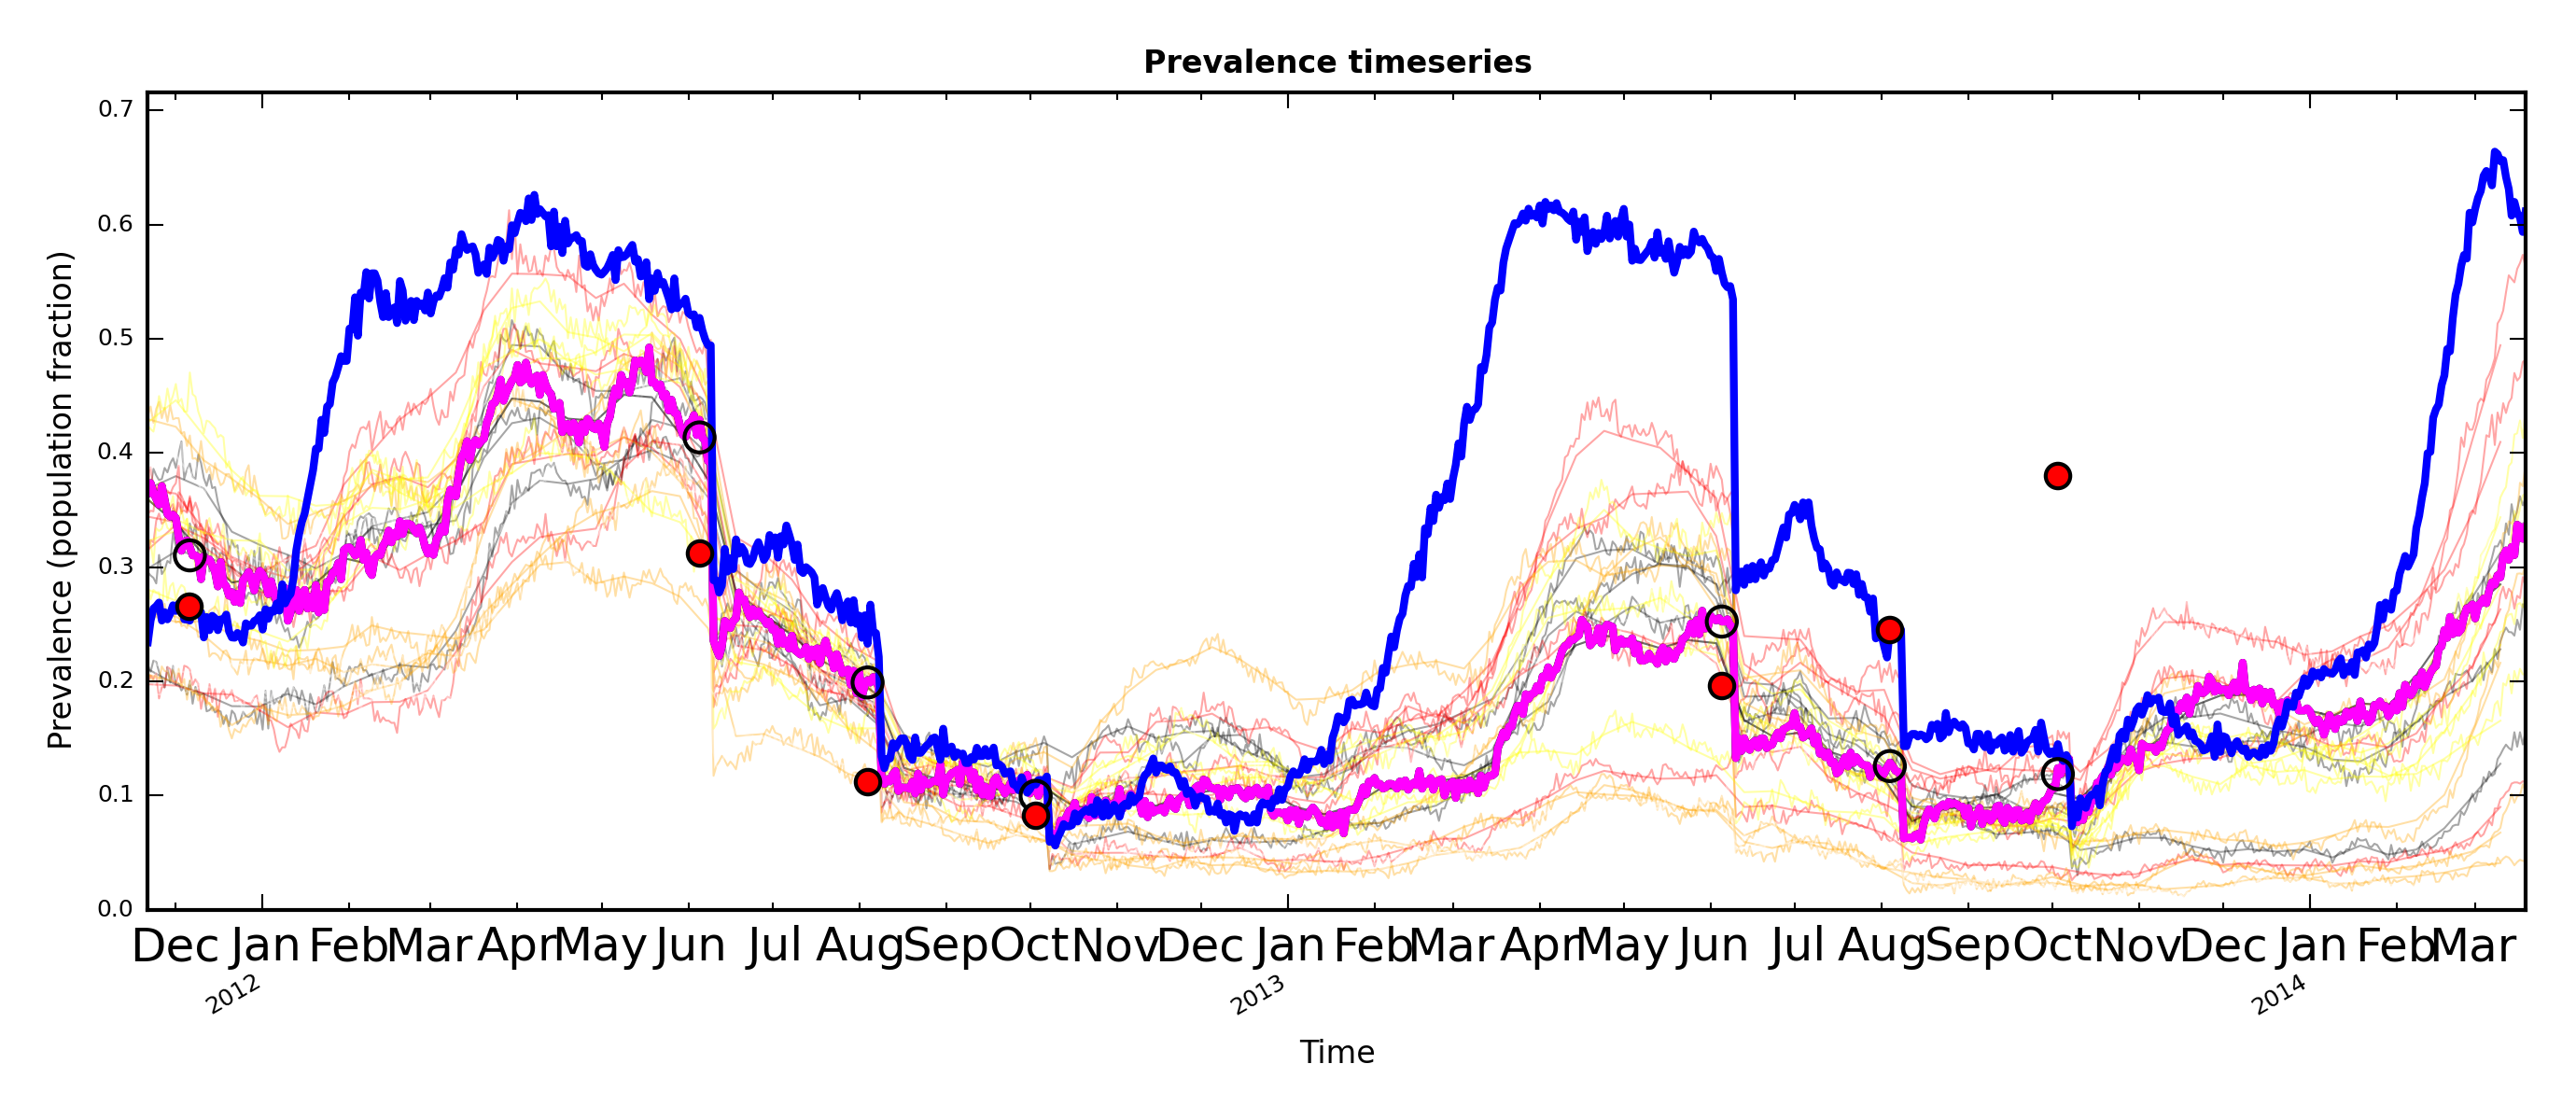 Prevalence timeseries
0.7
0.6
0.5
0.4
0.3
0.2
0.1
0.0
Prevalence (population fraction)
Dec Jan Feb Mar Apr May Jun Jul Aug Sep Oct Nov Dec Jan Feb Mar Apr May Jun Jul Aug Sep Oct Nov Dec Jan Feb Mar
2012 2013 2014
Time